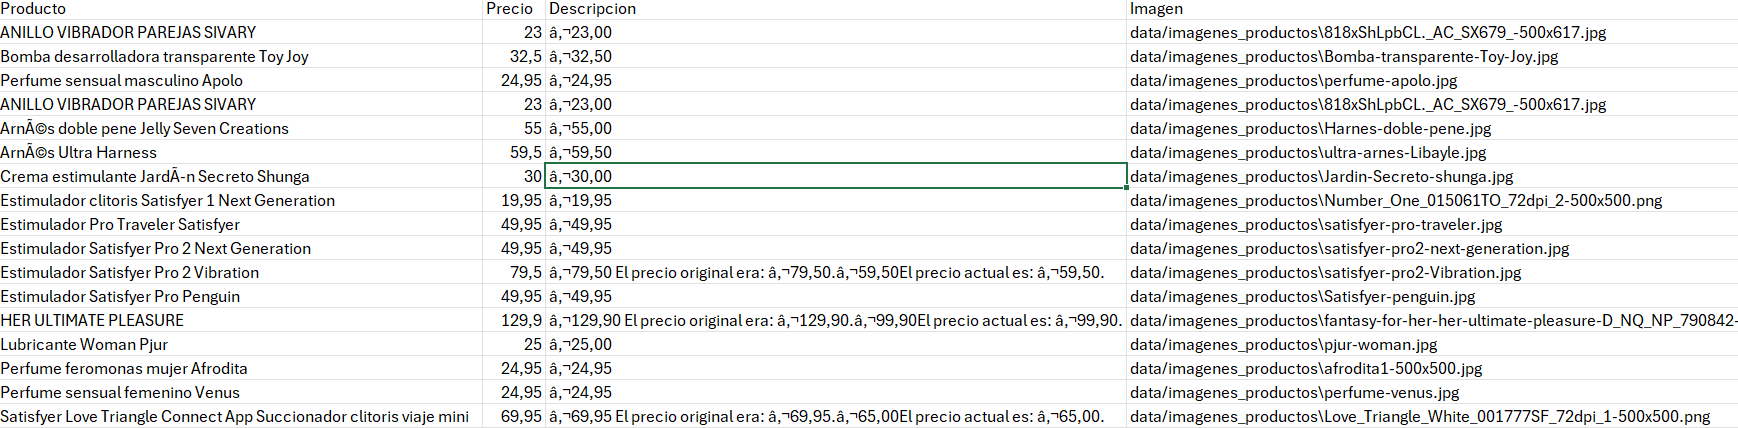 Producto Precio Descripcion Imagen
ANILLO VIBRADOR PAREJAS SIVARY 23 â‚¬23,00 data/imagenes_productos\818xShLpbCL._AC_SX679_-500x617.jpg
Bomba desarrolladora transparente Toy Joy 32,5 â‚¬32,50 data/imagenes_productos\Bomba-transparente-Toy-Joy.jpg
Perfume sensual masculino Apolo 24,95 â‚¬24,95 data/imagenes_productos\perfume-apolo.jpg
ANILLO VIBRADOR PAREJAS SIVARY 23 â‚¬23,00 data/imagenes_productos\818xShLpbCL._AC_SX679_-500x617.jpg
ArnÃ©s doble pene Jelly Seven Creations 55 â‚¬55,00 data/imagenes_productos\Harnes-doble-pene.jpg
ArnÃ©s Ultra Harness 59,5 â‚¬59,50 data/imagenes_productos\ultra-arnes-Libayle.jpg
Crema estimulante JardÃ-n Secreto Shunga 30 â‚¬30,00 data/imagenes_productos\Jardin-Secreto-shunga.jpg
Estimulador clitoris Satisfyer 1 Next Generation 19,95 â‚¬19,95 data/imagenes_productos\Number_One_015061TO_72dpi_2-500x500.png
Estimulador Pro Traveler Satisfyer 49,95 â‚¬49,95 data/imagenes_productos\satisfyer-pro-traveler.jpg
Estimulador Satisfyer Pro 2 Next Generation 49,95 â‚¬49,95 data/imagenes_productos\satisfyer-pro2-next-generation.jpg
Estimulador Satisfyer Pro 2 Vibration 79,5 â‚¬79,50 El precio original era: â‚¬79,50.â‚¬59,50El precio actual es: â‚¬59,50. data/imagenes_productos\satisfyer-pro2-Vibration.jpg
Estimulador Satisfyer Pro Penguin 49,95 â‚¬49,95 data/imagenes_productos\Satisfyer-penguin.jpg
HER ULTIMATE PLEASURE 129,9 â‚¬129,90 El precio original era: â‚¬129,90.â‚¬99,90El precio actual es: â‚¬99,90. data/imagenes_productos\fantasy-for-her-her-ultimate-pleasure-D_NQ_NP_790842-
Lubricante Woman Pjur 25 â‚¬25,00 data/imagenes_productos\pjur-woman.jpg
Perfume feromonas mujer Afrodita 24,95 â‚¬24,95 data/imagenes_productos\afrodita1-500x500.jpg
Perfume sensual femenino Venus 24,95 â‚¬24,95 data/imagenes_productos\perfume-venus.jpg
Satisfyer Love Triangle Connect App Succionador clitoris viaje mini 69,95 â‚¬69,95 El precio original era: â‚¬69,95.â‚¬65,00El precio actual es: â‚¬65,00. data/imagenes_productos\Love_Triangle_White_001777SF_72dpi_1-500x500.png